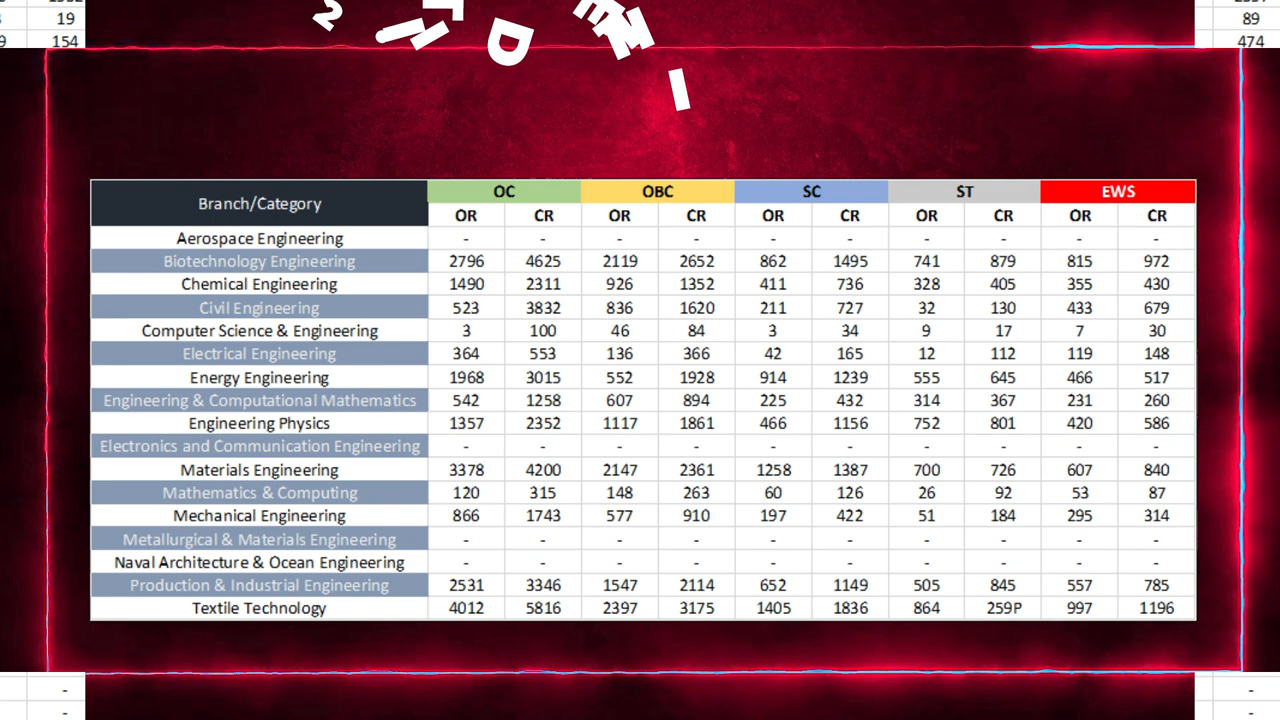 19
89
154
474
2
D
I
Branch/Category OC OBC SC ST EWS
OR CR OR CR OR CR OR CR OR CR
Aerospace Engineering - - - - - - - - - -
Biotechnology Engineering 2796 4625 2119 2652 862 1495 741 879 815 972
Chemical Engineering 1490 2311 926 1352 411 736 328 405 355 430
Civil Engineering 523 3832 836 1620 211 727 32 130 433 679
Computer Science & Engineering 3 100 46 84 3 34 9 17 7 30
Electrical Engineering 364 553 136 366 42 165 12 112 119 148
Energy Engineering 1968 3015 552 1928 914 1239 555 645 466 517
Engineering & Computational Mathematics 542 1258 607 894 225 432 314 367 231 260
Engineering Physics 1357 2352 1117 1861 466 1156 752 801 420 586
Electronics and Communication Engineering - - - - - - - - - -
Materials Engineering 3378 4200 2147 2361 1258 1387 700 726 607 840
Mathematics & Computing 120 315 148 263 60 126 26 92 53 87
Mechanical Engineering 866 1743 577 910 197 422 51 184 295 314
Metallurgical & Materials Engineering - - - - - - - - - -
Naval Architecture & Ocean Engineering - - - - - - - - - -
Production & Industrial Engineering 2531 3346 1547 2114 652 1149 505 845 557 785
Textile Technology 4012 5816 2397 3175 1405 1836 864 259P 997 1196
- -
- -